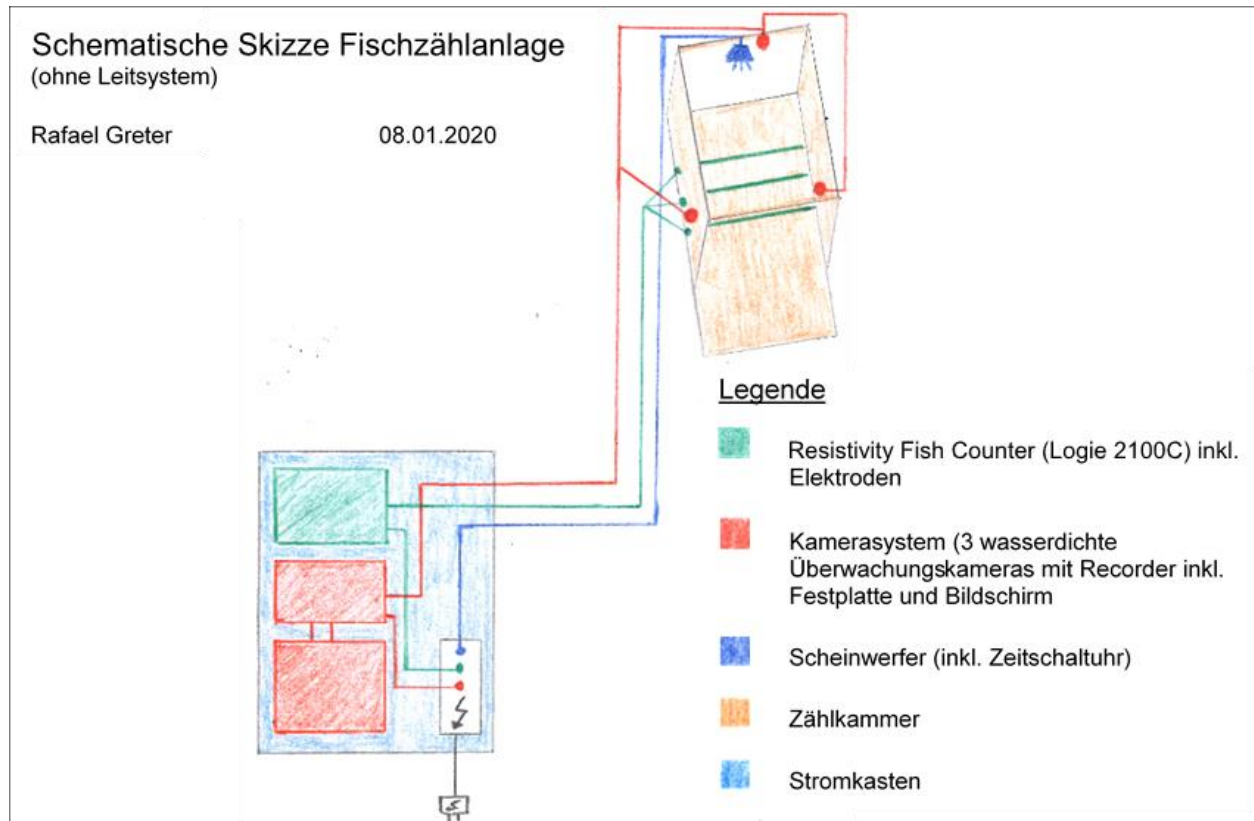 Schematische Skizze Fischzählanlage
(ohne Leitsystem)
Rafael Greter 08.01.2020
Legende
Resistivity Fish Counter (Logie 2100C) inkl.
Elektroden
Kamerasystem (3 wasserdichte
Überwachungskameras mit Recorder inkl.
Festplatte und Bildschirm
Scheinwerfer (inkl. Zeitschaltuhr)
Zählkammer
Stromkasten